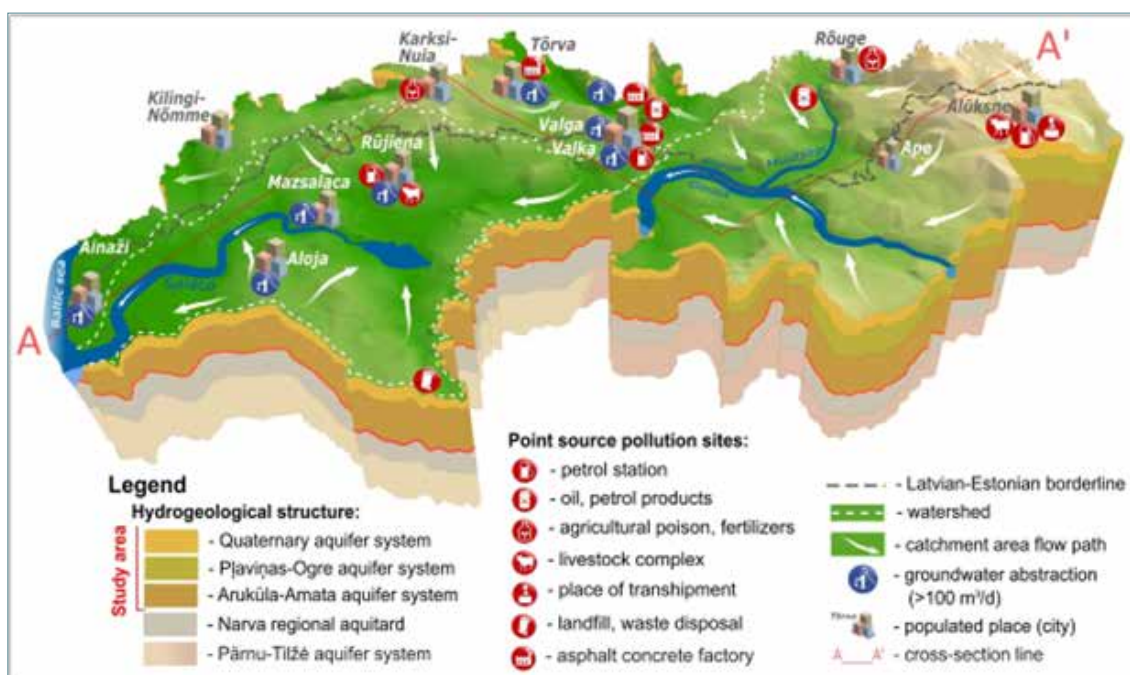 A'
Karksi-
Nuia
Tõrva
Rõuge
Kilingi-
Nõmme
Alūksne
Valga
Valka
Rūjiena
Ape
Mazsalaca
Ainaži
Aloja
Salaca
Baltic sea
A
Legend
Hydrogeological structure:
Study area
- Quaternary aquifer system
- Pļaviņas-Ogre aquifer system
- Aruküla-Amata aquifer system
- Narva regional aquitard
- Pärnu-Tilžė aquifer system
Point source pollution sites:
- petrol station
- oil, petrol products
- agricultural poison, fertilizers
- livestock complex
- place of transhipment
- landfill, waste disposal
- asphalt concrete factory
- Latvian-Estonian borderline
- watershed
- catchment area flow path
- groundwater abstraction
(>100 m³/d)
Tõrva
- populated place (city)
A A'
- cross-section line